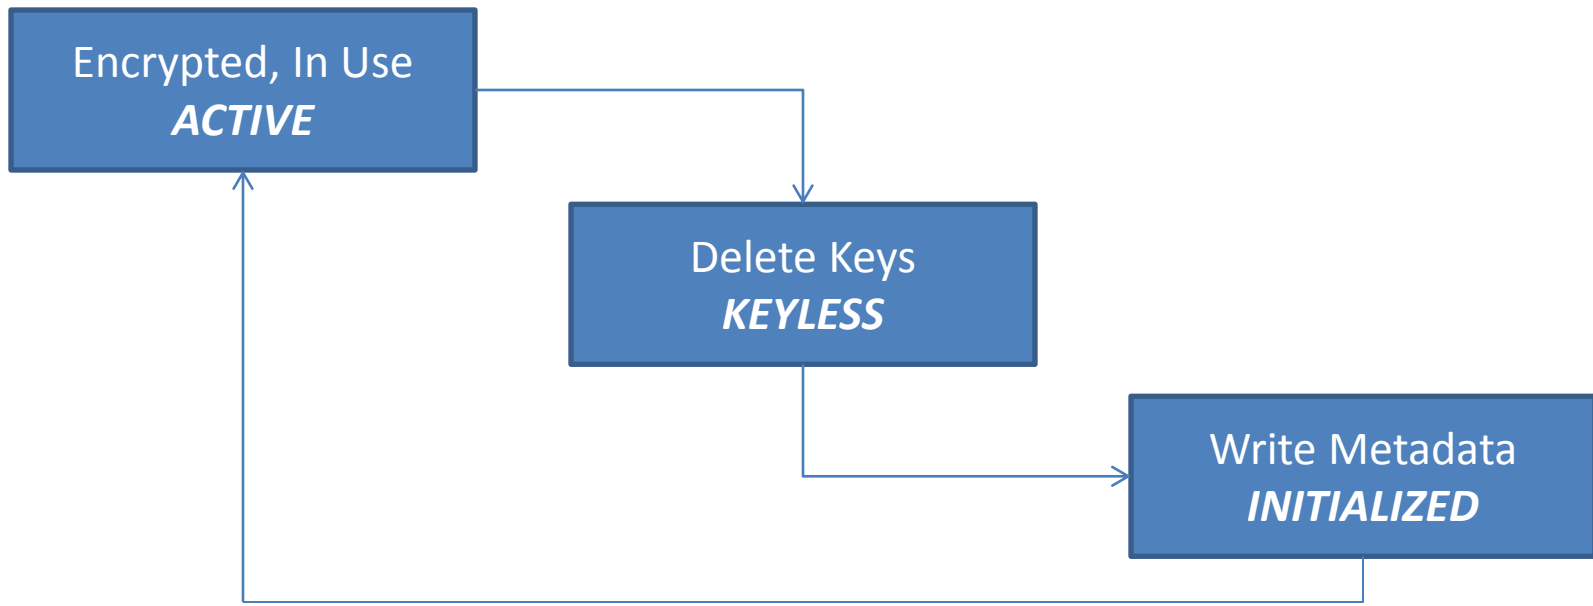 Encrypted, In Use
ACTIVE
Delete Keys
KEYLESS
Write Metadata
INITIALIZED